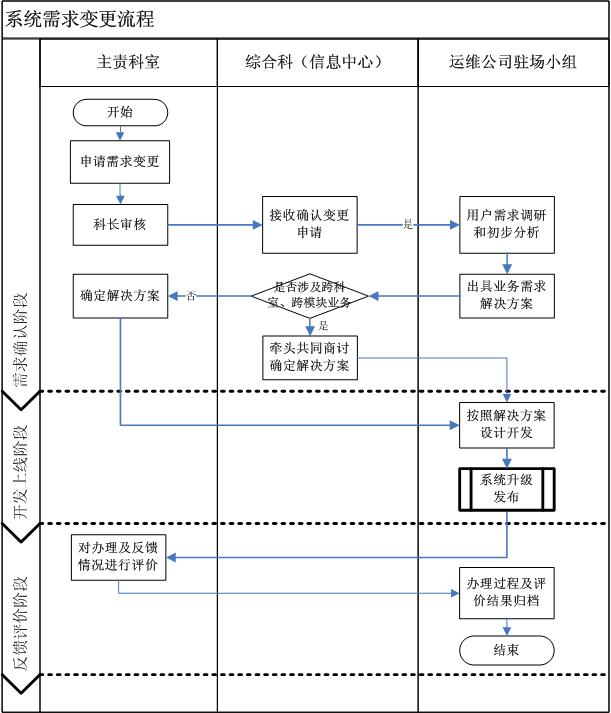 系统需求变更流程
主责科室
综合科（信息中心）
运维公司驻场小组
需求确认阶段
开始
申请需求变更
科长审核
接收确认变更
申请
是
用户需求调研
和初步分析
出具业务需求
解决方案
是否涉及跨科
室、跨模块业务
否
确定解决方案
是
牵头共同商讨
确定解决方案
开发上线阶段
按照解决方案
设计开发
系统升级
发布
反馈评价阶段
对办理及反馈
情况进行评价
办理过程及评
价结果归档
结束